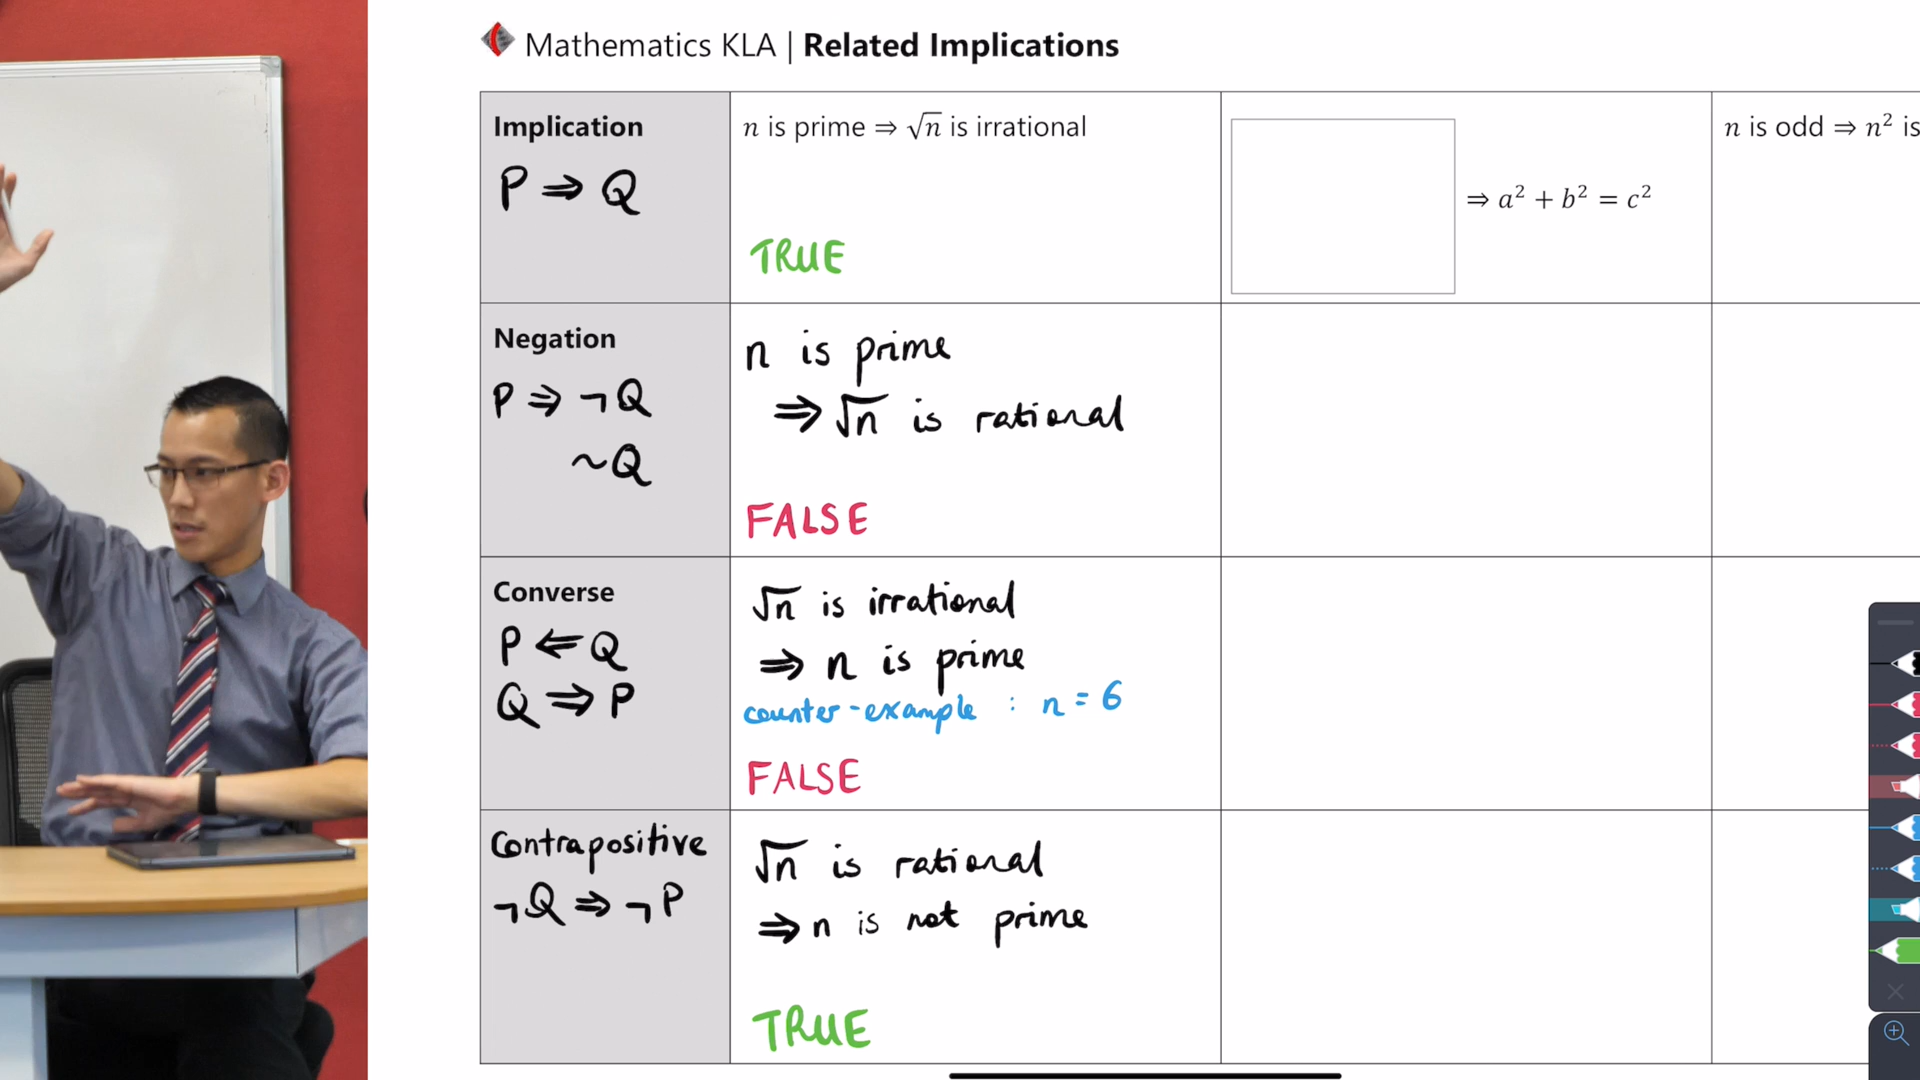 Mathematics KLA | Related Implications
Implication
P ⇒ Q
n is prime ⇒ √n is irrational
TRUE
⇒ a² + b² = c²
n is odd ⇒ n² is
Negation
P ⇒ ¬Q
~Q
n is prime
⇒ √n is rational
FALSE
Converse
P ⇐ Q
Q ⇒ P
√n is irrational
⇒ n is prime
counter-example : n = 6
FALSE
Contrapositive
¬Q ⇒ ¬P
√n is rational
⇒ n is not prime
TRUE